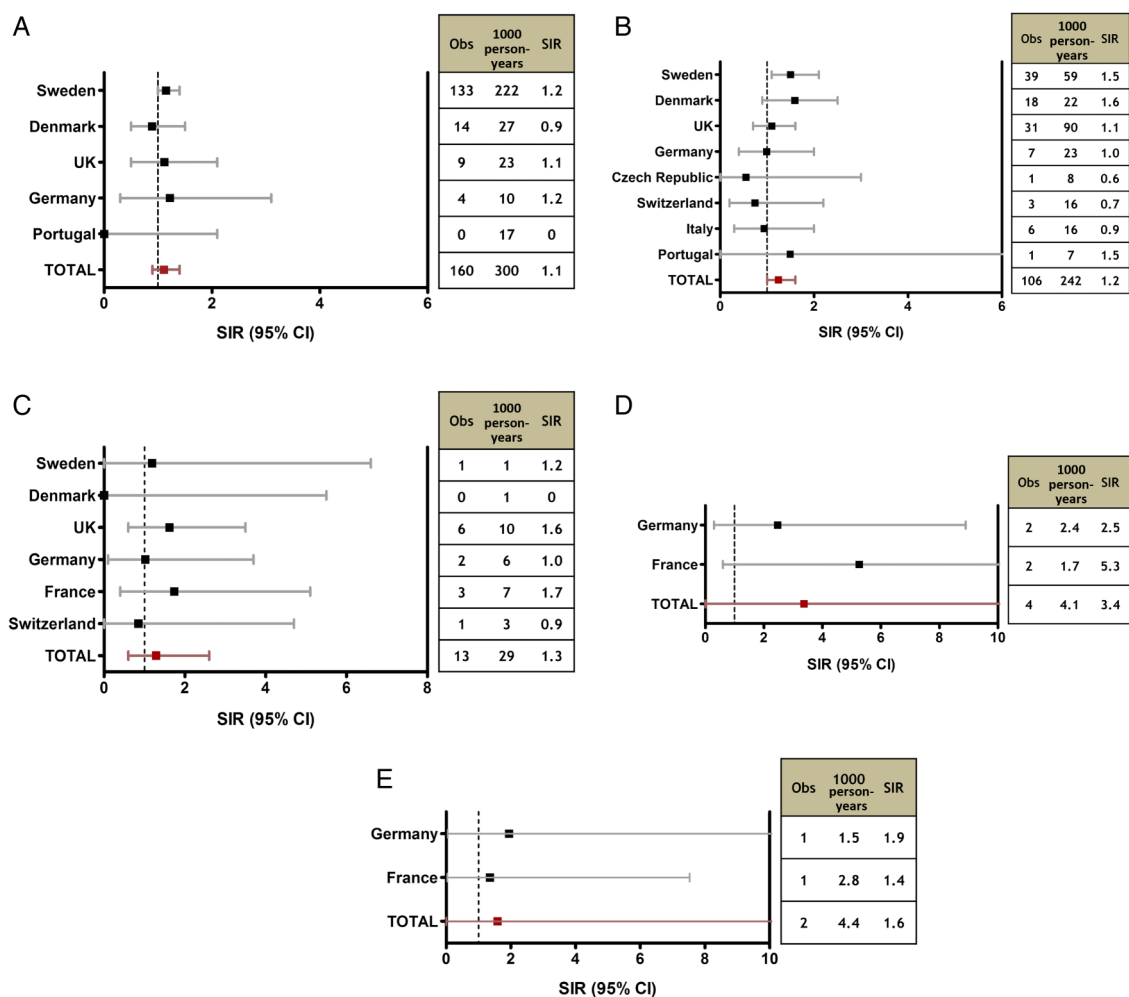 A
Obs 1000 person-years SIR
Sweden 133 222 1.2
Denmark 14 27 0.9
UK 9 23 1.1
Germany 4 10 1.2
Portugal 0 17 0
TOTAL 160 300 1.1
0 2 4 6
SIR (95% CI)
B
Obs 1000 person-years SIR
Sweden 39 59 1.5
Denmark 18 22 1.6
UK 31 90 1.1
Germany 7 23 1.0
Czech Republic 1 8 0.6
Switzerland 3 16 0.7
Italy 6 16 0.9
Portugal 1 7 1.5
TOTAL 106 242 1.2
0 2 4 6
SIR (95% CI)
C
Obs 1000 person-years SIR
Sweden 1 1 1.2
Denmark 0 1 0
UK 6 10 1.6
Germany 2 6 1.0
France 3 7 1.7
Switzerland 1 3 0.9
TOTAL 13 29 1.3
0 2 4 6 8
SIR (95% CI)
D
Obs 1000 person-years SIR
Germany 2 2.4 2.5
France 2 1.7 5.3
TOTAL 4 4.1 3.4
0 2 4 6 8 10
SIR (95% CI)
E
Obs 1000 person-years SIR
Germany 1 1.5 1.9
France 1 2.8 1.4
TOTAL 2 4.4 1.6
0 2 4 6 8 10
SIR (95% CI)